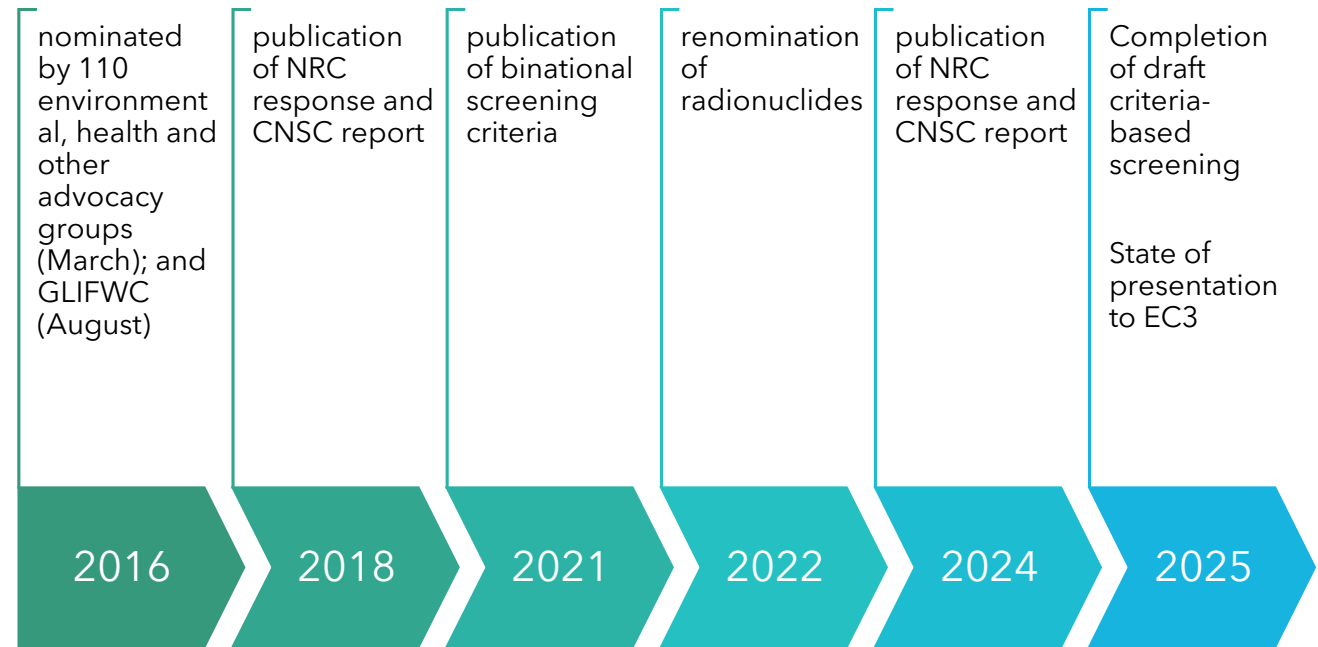 nominated
by 110
environment
al, health and
other
advocacy
groups
(March); and
GLIFWC
(August)
publication
of NRC
response and
CNSC report
publication
of binational
screening
criteria
renomination
of
radionuclides
publication
of NRC
response and
CNSC report
Completion
of draft
criteria-
based
screening
State of
presentation
to EC3
2016
2018
2021
2022
2024
2025